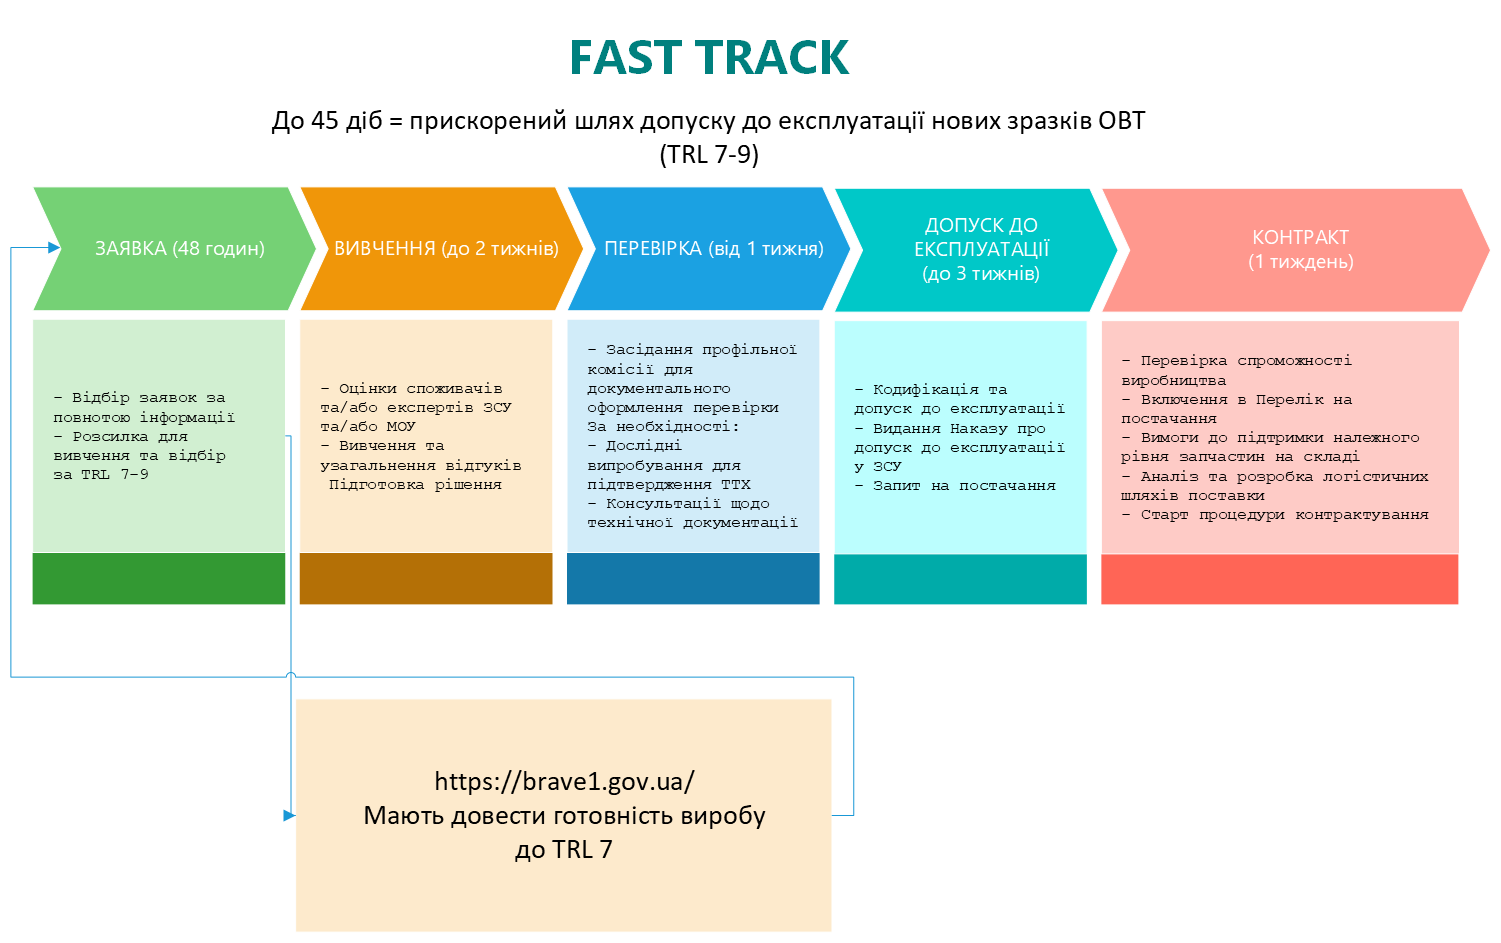 FAST TRACK
До 45 діб = прискорений шлях допуску до експлуатації нових зразків ОВТ
(TRL 7-9)
ЗАЯВКА (48 годин)
ВИВЧЕННЯ (до 2 тижнів)
ПЕРЕВІРКА (від 1 тижня)
ДОПУСК ДО
ЕКСПЛУАТАЦІЇ
(до 3 тижнів)
КОНТРАКТ
(1 тиждень)
– Відбір заявок за
повнотою інформації
– Розсилка для
вивчення та відбір
за TRL 7–9
– Оцінки споживачів
та/або експертів ЗСУ
та/або МОУ
– Вивчення та
узагальнення відгуків
Підготовка рішення
– Засідання профільної
комісії для
документального
оформлення перевірки
За необхідності:
– Дослідні
випробування для
підтвердження ТТХ
– Консультації щодо
технічної документації
– Кодифікація та
допуск до експлуатації
– Видання Наказу про
допуск до експлуатації
у ЗСУ
– Запит на постачання
– Перевірка спроможності
виробництва
– Включення в Перелік на
постачання
– Вимоги до підтримки належного
рівня запчастин на складі
– Аналіз та розробка логістичних
шляхів поставки
– Старт процедури контрактування
https://brave1.gov.ua/
Мають довести готовність виробу
до TRL 7